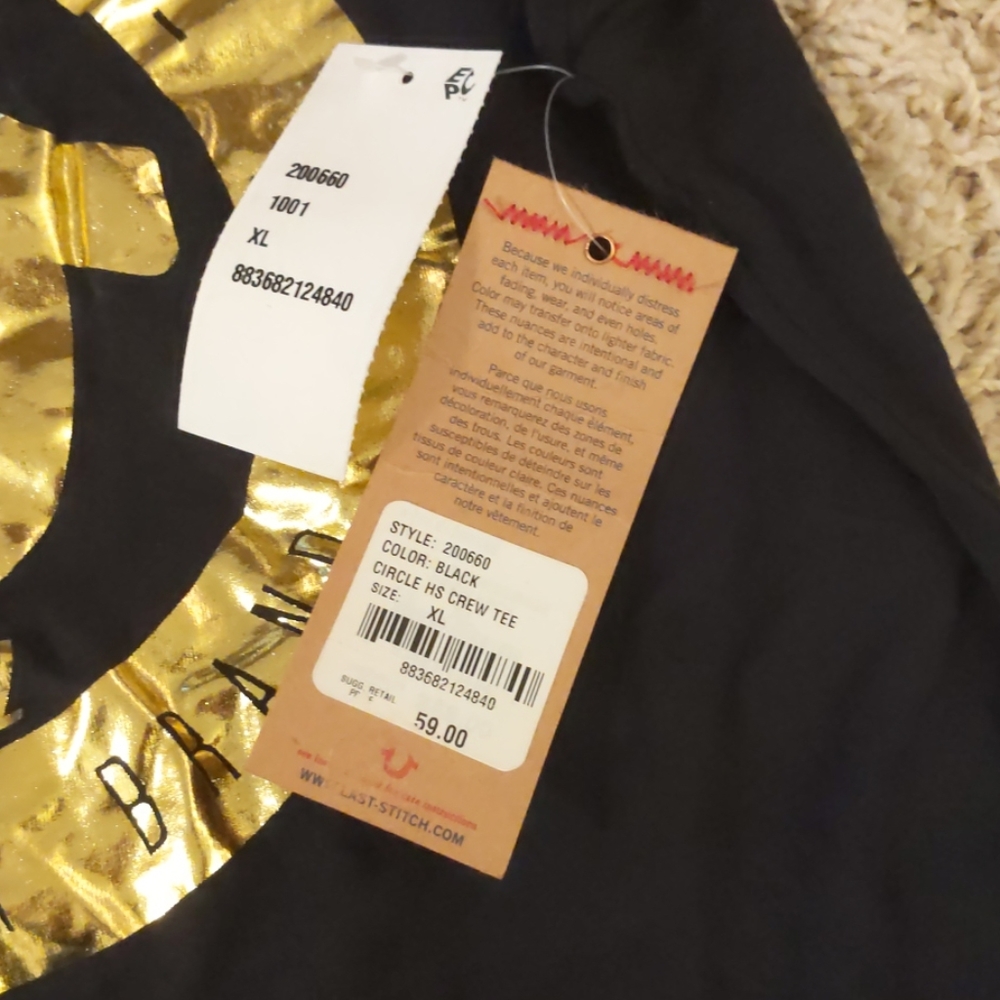 200660
1001
XL
883682124840
Because we individually distress
each item, you will notice areas of
fading, wear, and even holes.
Color may transfer onto lighter fabric.
These nuances are intentional and
add to the character and finish
of our garment.
Parce que nous usons
individuellement chaque élément,
vous remarquerez des zones de
décoloration, de l'usure, et même
des trous. Les couleurs sont
susceptibles de déteindre sur les
tissus de couleur claire. Ces nuances
sont intentionnelles et ajoutent le
caractère et la finition de
notre vêtement.
STYLE: 200660
COLOR: BLACK
CIRCLE HS CREW TEE
SIZE: XL
883682124840
SUGG. RETAIL
59.00
LAST-STITCH.COM
BRAND